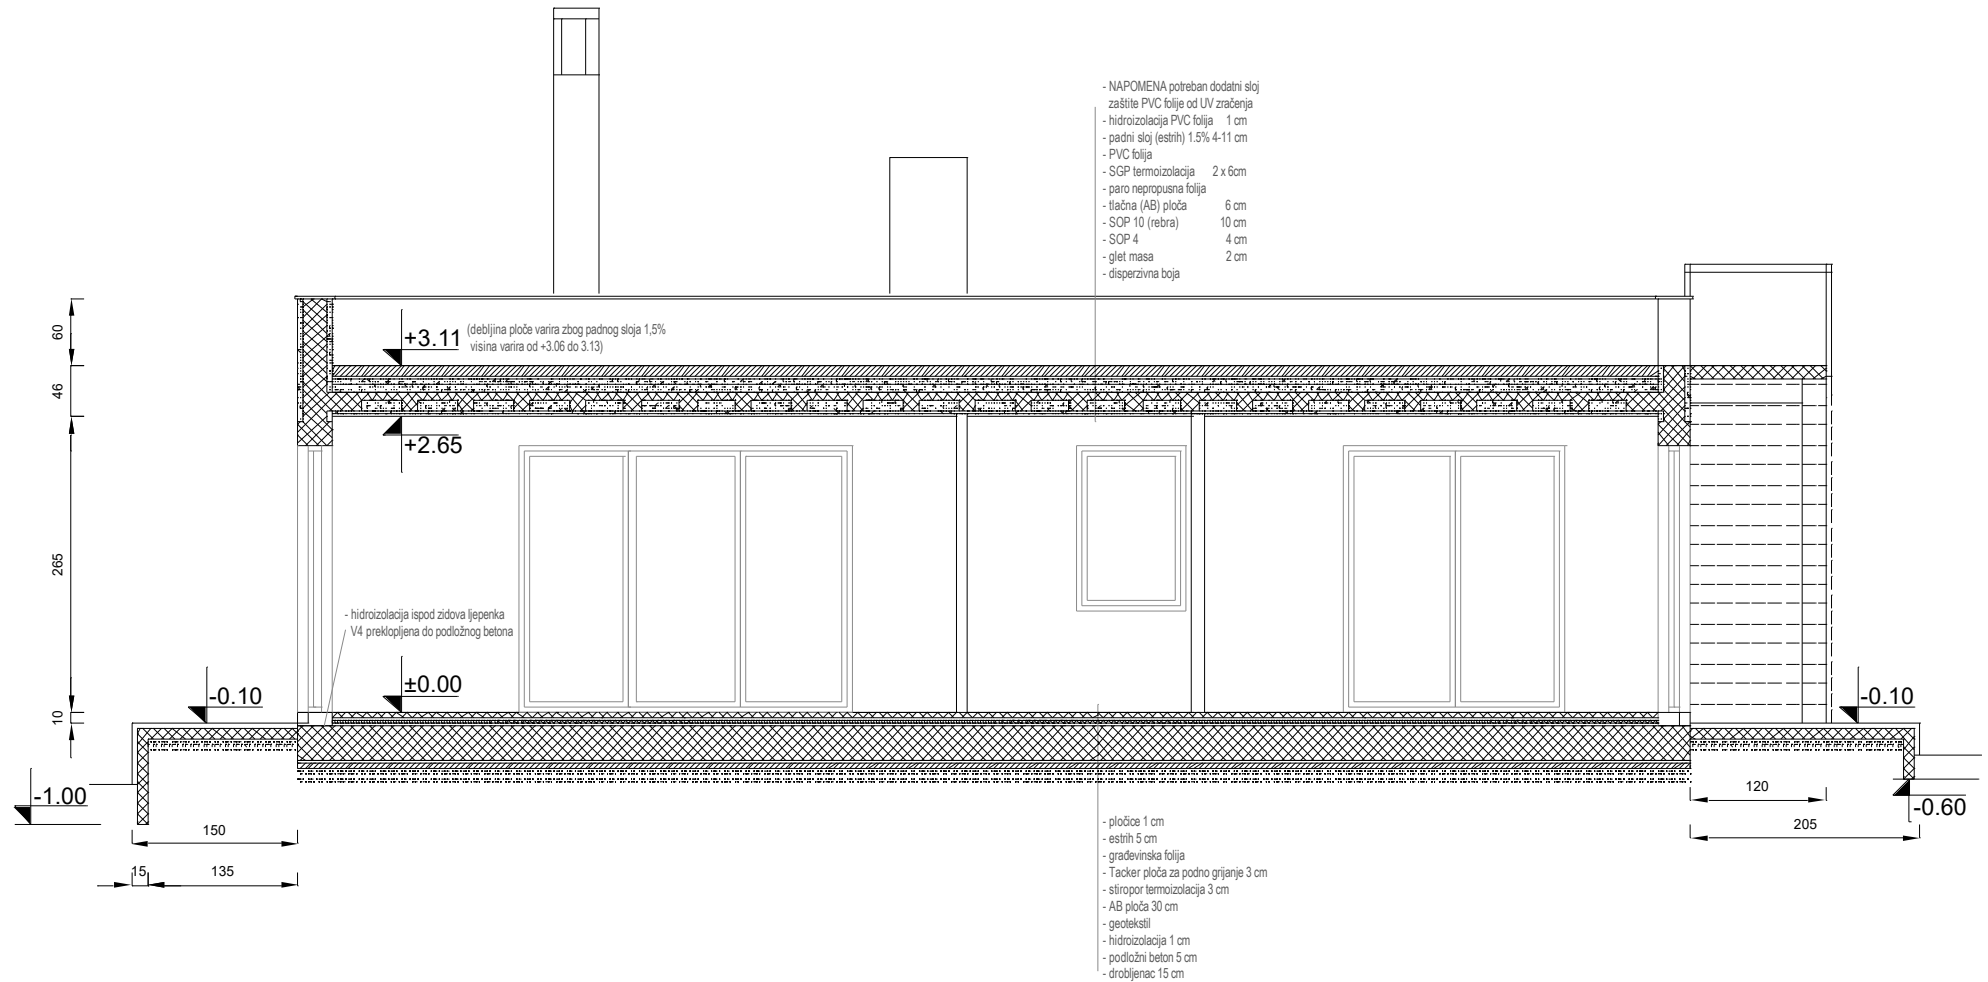 - NAPOMENA potreban dodatni sloj
zaštite PVC folije od UV zračenja
- hidroizolacija PVC folija 1 cm
- padni sloj (estrih) 1.5% 4-11 cm
- PVC folija
- SGP termoizolacija 2 x 6cm
- paro nepropusna folija
- tlačna (AB) ploča 6 cm
- SOP 10 (rebra) 10 cm
- SOP 4 4 cm
- glet masa 2 cm
- disperzivna boja
60
+3.11
(debljina ploče varira zbog padnog sloja 1,5%
visina varira od +3.06 do 3.13)
46
+2.65
265
- hidroizolacija ispod zidova ljepenka
V4 preklopljena do podložnog betona
±0.00
-0.10
-0.10
10
-1.00
120
-0.60
150
205
15
135
- pločice 1 cm
- estrih 5 cm
- građevinska folija
- Tacker ploča za podno grijanje 3 cm
- stiropor termoizolacija 3 cm
- AB ploča 30 cm
- geotekstil
- hidroizolacija 1 cm
- podložni beton 5 cm
- drobljenac 15 cm